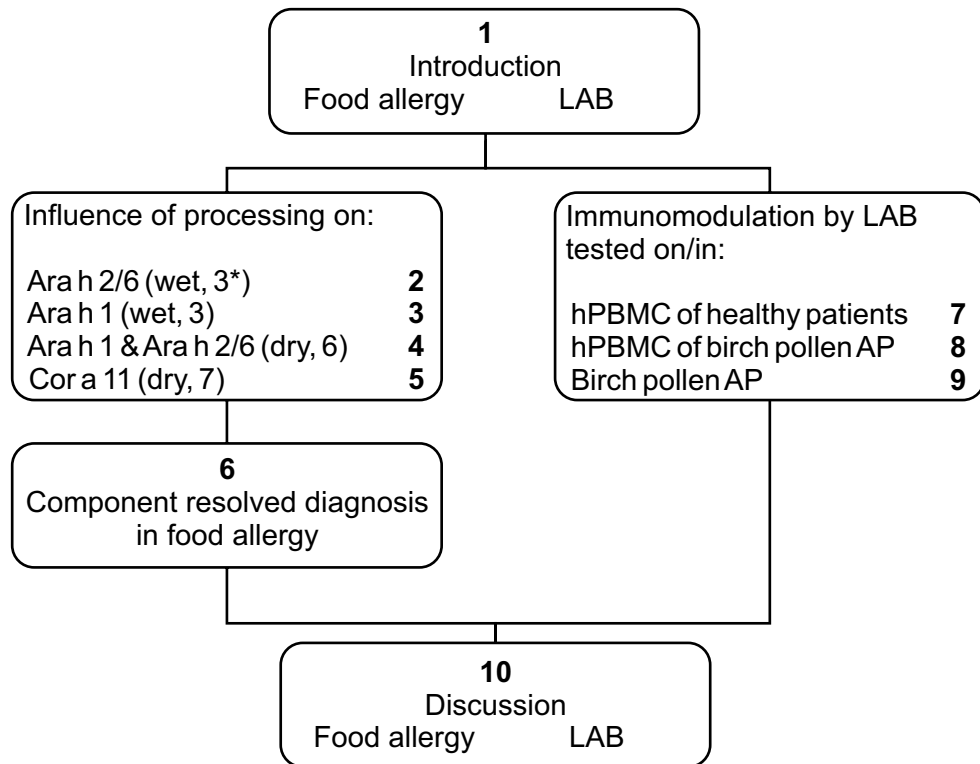 1
Introduction
Food allergy LAB
Influence of processing on:
Ara h 2/6 (wet, 3*) 2
Ara h 1 (wet, 3) 3
Ara h 1 & Ara h 2/6 (dry, 6) 4
Cor a 11 (dry, 7) 5
Immunomodulation by LAB
tested on/in:
hPBMC of healthy patients 7
hPBMC of birch pollen AP 8
Birch pollen AP 9
6
Component resolved diagnosis
in food allergy
10
Discussion
Food allergy LAB